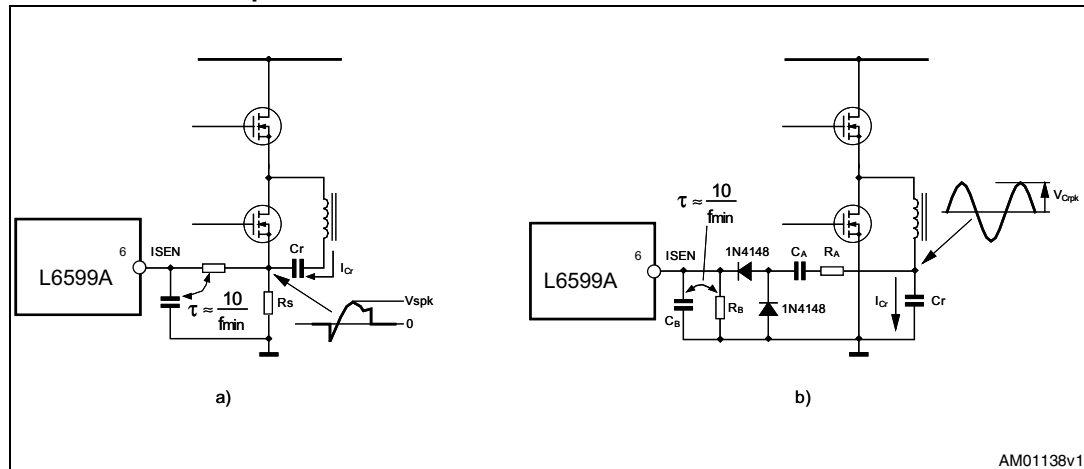 L6599A
6
ISEN
τ ≈ 10
fmin
Cr
ICr
Rs
Vspk
0
a)
L6599A
6
ISEN
τ ≈ 10
fmin
1N4148
CA
RA
CB
RB
1N4148
ICr
Cr
VCrpk
b)
AM01138v1